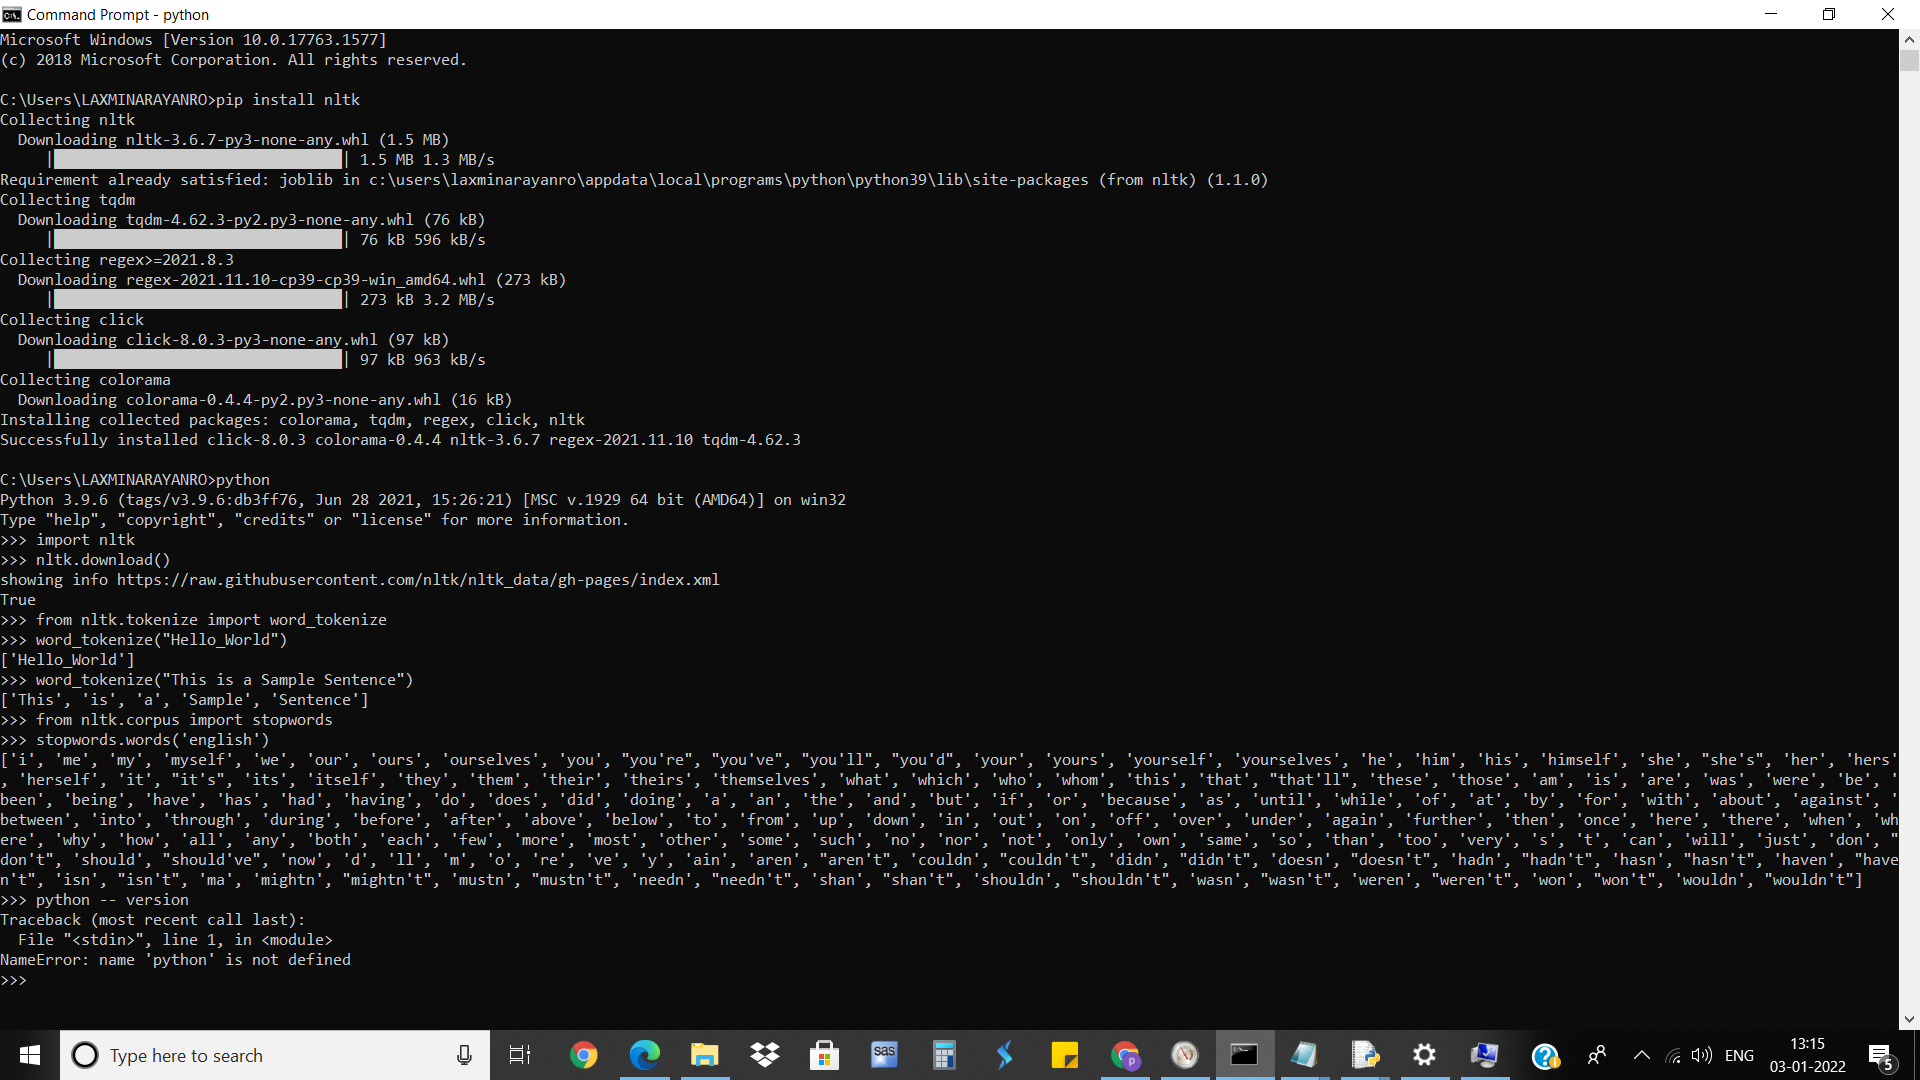 Command Prompt - python
Microsoft Windows [Version 10.0.17763.1577]
(c) 2018 Microsoft Corporation. All rights reserved.
C:\Users\LAXMINARAYANRO>pip install nltk
Collecting nltk
  Downloading nltk-3.6.7-py3-none-any.whl (1.5 MB)
     |████████████████████████████████| 1.5 MB 1.3 MB/s
Requirement already satisfied: joblib in c:\users\laxminarayanro\appdata\local\programs\python\python39\lib\site-packages (from nltk) (1.1.0)
Collecting tqdm
  Downloading tqdm-4.62.3-py2.py3-none-any.whl (76 kB)
     |████████████████████████████████| 76 kB 596 kB/s
Collecting regex>=2021.8.3
  Downloading regex-2021.11.10-cp39-cp39-win_amd64.whl (273 kB)
     |████████████████████████████████| 273 kB 3.2 MB/s
Collecting click
  Downloading click-8.0.3-py3-none-any.whl (97 kB)
     |████████████████████████████████| 97 kB 963 kB/s
Collecting colorama
  Downloading colorama-0.4.4-py2.py3-none-any.whl (16 kB)
Installing collected packages: colorama, tqdm, regex, click, nltk
Successfully installed click-8.0.3 colorama-0.4.4 nltk-3.6.7 regex-2021.11.10 tqdm-4.62.3
C:\Users\LAXMINARAYANRO>python
Python 3.9.6 (tags/v3.9.6:db3ff76, Jun 28 2021, 15:26:21) [MSC v.1929 64 bit (AMD64)] on win32
Type "help", "copyright", "credits" or "license" for more information.
>>> import nltk
>>> nltk.download()
showing info https://raw.githubusercontent.com/nltk/nltk_data/gh-pages/index.xml
True
>>> from nltk.tokenize import word_tokenize
>>> word_tokenize("Hello_World")
['Hello_World']
>>> word_tokenize("This is a Sample Sentence")
['This', 'is', 'a', 'Sample', 'Sentence']
>>> from nltk.corpus import stopwords
>>> stopwords.words('english')
['i', 'me', 'my', 'myself', 'we', 'our', 'ours', 'ourselves', 'you', "you're", "you've", "you'll", "you'd", 'your', 'yours', 'yourself', 'yourselves', 'he', 'him', 'his', 'himself', 'she', "she's", 'her', 'hers'
, 'herself', 'it', "it's", 'its', 'itself', 'they', 'them', 'their', 'theirs', 'themselves', 'what', 'which', 'who', 'whom', 'this', 'that', "that'll", 'these', 'those', 'am', 'is', 'are', 'was', 'were', 'be', '
been', 'being', 'have', 'has', 'had', 'having', 'do', 'does', 'did', 'doing', 'a', 'an', 'the', 'and', 'but', 'if', 'or', 'because', 'as', 'until', 'while', 'of', 'at', 'by', 'for', 'with', 'about', 'against', '
between', 'into', 'through', 'during', 'before', 'after', 'above', 'below', 'to', 'from', 'up', 'down', 'in', 'out', 'on', 'off', 'over', 'under', 'again', 'further', 'then', 'once', 'here', 'there', 'when', 'wh
ere', 'why', 'how', 'all', 'any', 'both', 'each', 'few', 'more', 'most', 'other', 'some', 'such', 'no', 'nor', 'not', 'only', 'own', 'same', 'so', 'than', 'too', 'very', 's', 't', 'can', 'will', 'just', 'don', "
don't", 'should', "should've", 'now', 'd', 'll', 'm', 'o', 're', 've', 'y', 'ain', 'aren', "aren't", 'couldn', "couldn't", 'didn', "didn't", 'doesn', "doesn't", 'hadn', "hadn't", 'hasn', "hasn't", 'haven', "have
n't", 'isn', "isn't", 'ma', 'mightn', "mightn't", 'mustn', "mustn't", 'needn', "needn't", 'shan', "shan't", 'shouldn', "shouldn't", 'wasn', "wasn't", 'weren', "weren't", 'won', "won't", 'wouldn', "wouldn't"]
>>> python -- version
Traceback (most recent call last):
  File "<stdin>", line 1, in <module>
NameError: name 'python' is not defined
>>>
Type here to search
sas
p
ENG
13:15
03-01-2022
5